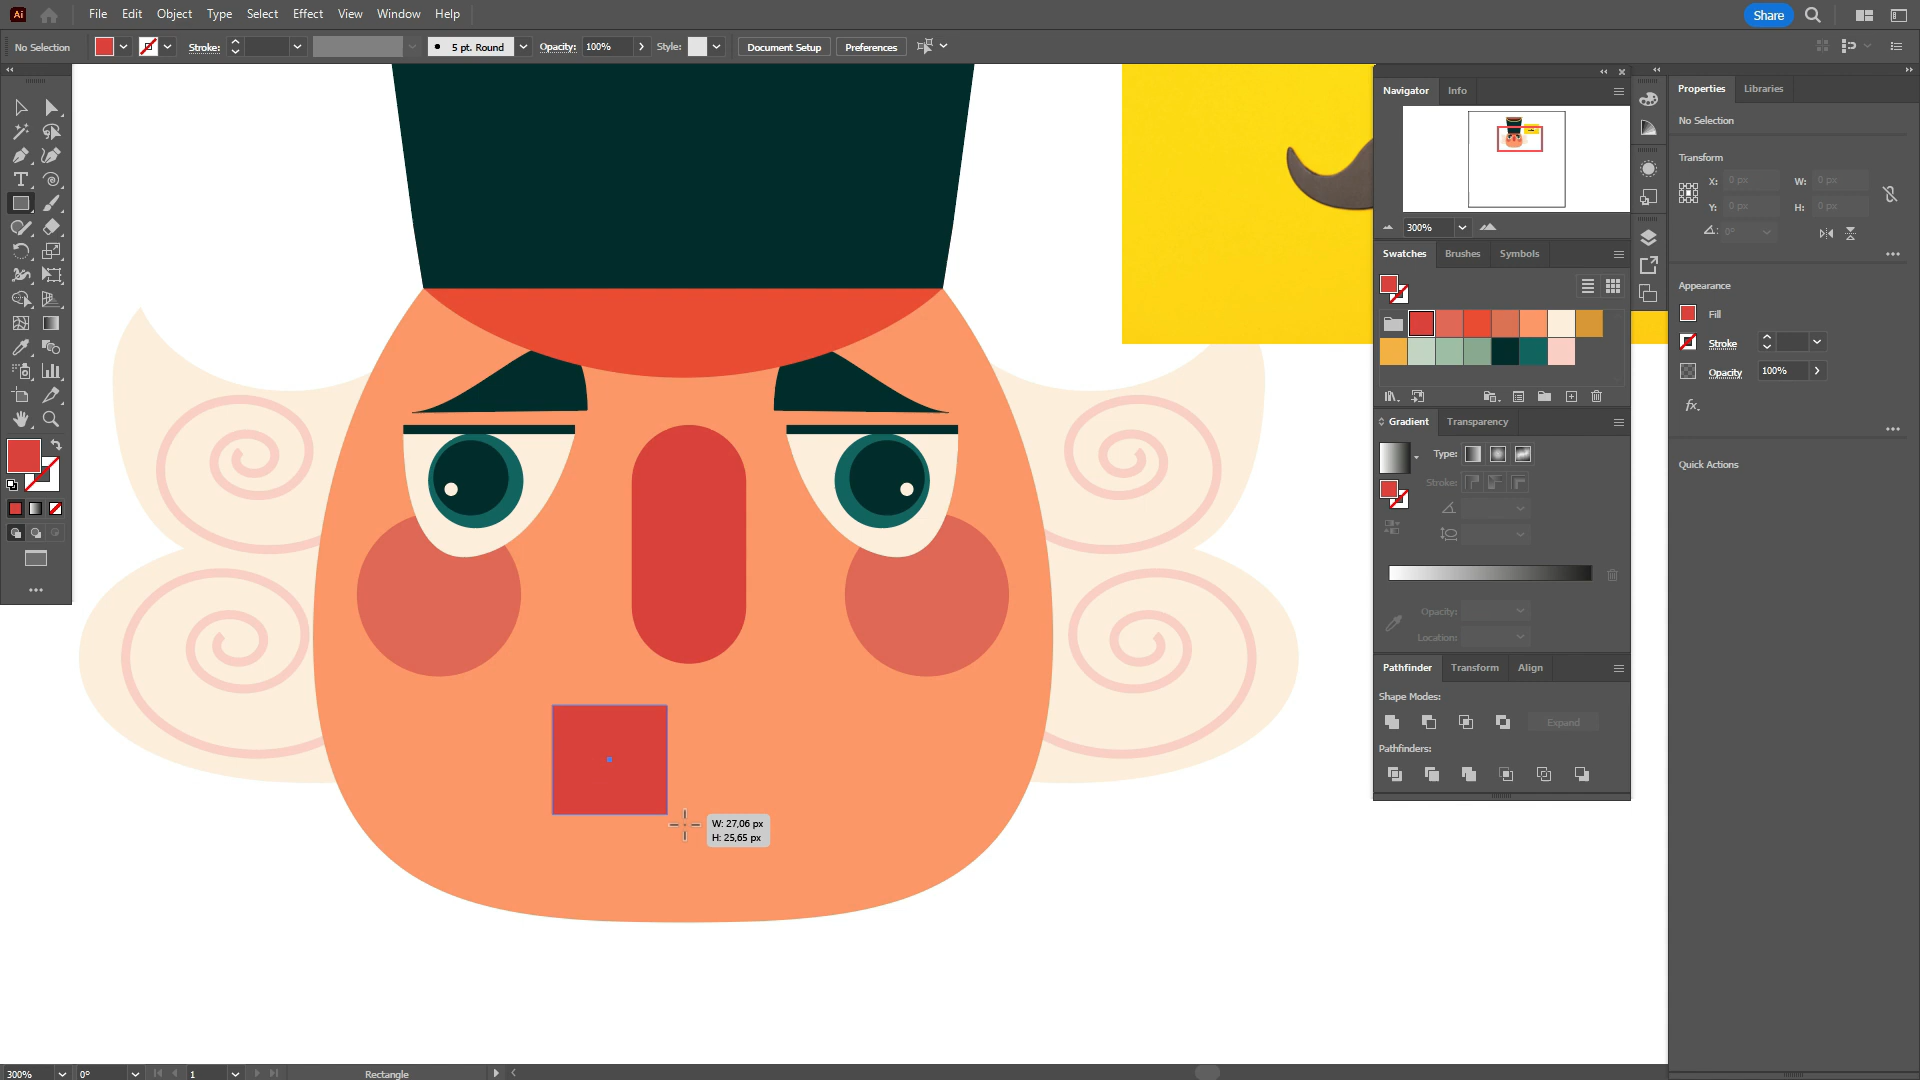 Ai File Edit Object Type Select Effect View Window Help Share
No Selection Stroke: 5 pt. Round Opacity: 100% Style: Document Setup Preferences
Navigator Info
300%
Swatches Brushes Symbols
Gradient Transparency
Type:
Stroke:
Opacity:
Location:
Pathfinder Transform Align
Shape Modes:
Expand
Pathfinders:
Properties Libraries
No Selection
Transform
X: 0 px W: 0 px
Y: 0 px H: 0 px
0°
Appearance
Fill
Stroke
Opacity 100%
fx.
Quick Actions
W: 27,06 px
H: 25,65 px
300% 0° 1 Rectangle